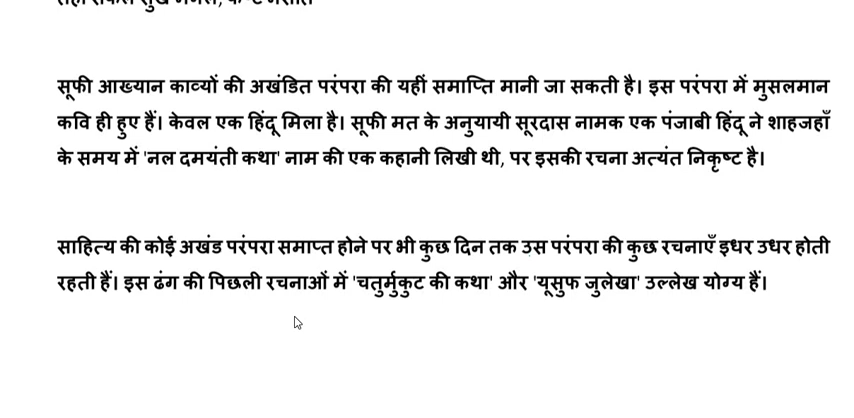 सूफी आख्यान काव्यों की अखंडित परंपरा की यहीं समाप्ति मानी जा सकती है। इस परंपरा में मुसलमान
कवि ही हुए हैं। केवल एक हिंदू मिला है। सूफी मत के अनुयायी सूरदास नामक एक पंजाबी हिंदू ने शाहजहाँ
के समय में 'नल दमयंती कथा' नाम की एक कहानी लिखी थी, पर इसकी रचना अत्यंत निकृष्ट है।
साहित्य की कोई अखंड परंपरा समाप्त होने पर भी कुछ दिन तक उस परंपरा की कुछ रचनाएँ इधर उधर होती
रहती हैं। इस ढंग की पिछली रचनाओं में 'चतुर्मुकुट की कथा' और 'यूसुफ जुलेखा' उल्लेख योग्य हैं।